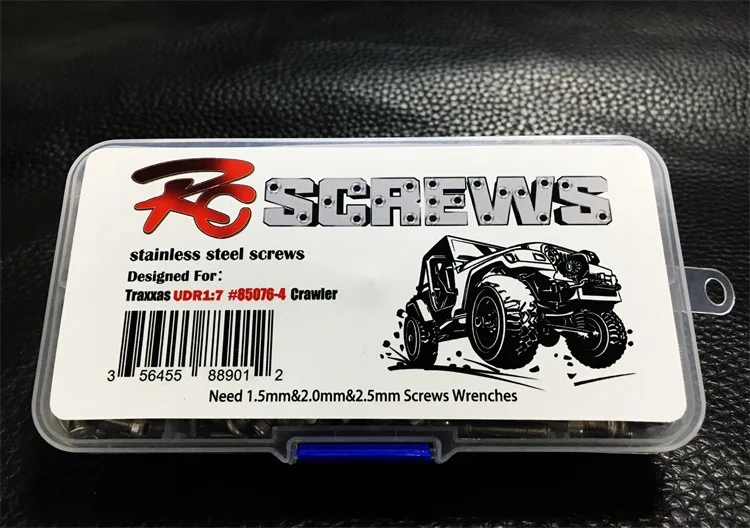 RC SCREWS
stainless steel screws
Designed For:
Traxxas UDR1:7 #85076-4 Crawler
3 56455 88901 2
Need 1.5mm&2.0mm&2.5mm Screws Wrenches